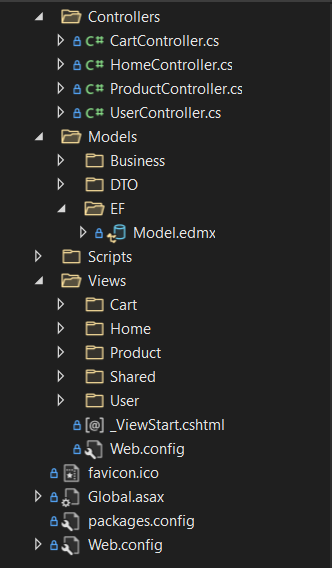 Controllers
C# CartController.cs
C# HomeController.cs
C# ProductController.cs
C# UserController.cs
Models
Business
DTO
EF
Model.edmx
Scripts
Views
Cart
Home
Product
Shared
User
[@] _ViewStart.cshtml
Web.config
favicon.ico
Global.asax
packages.config
Web.config